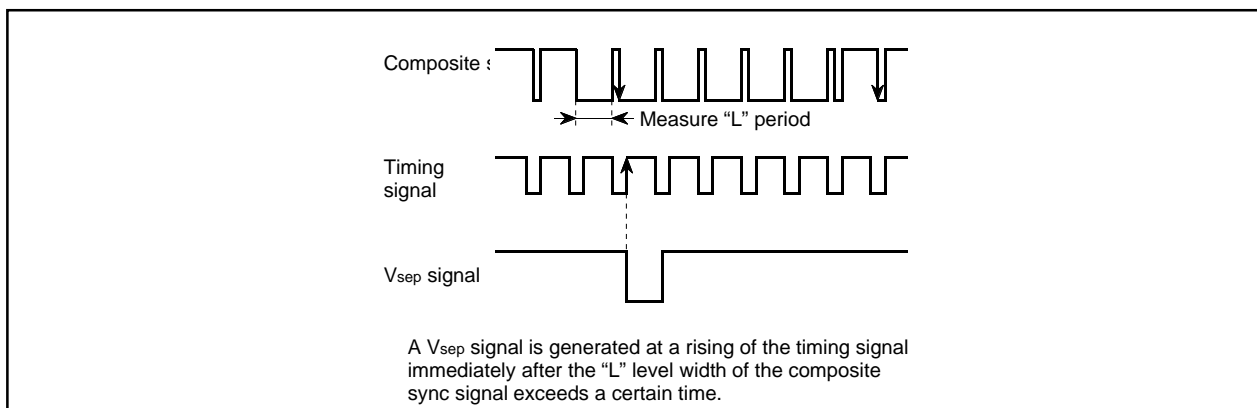 Composite s
Measure “L” period
Timing
signal
Vsep signal
A Vsep signal is generated at a rising of the timing signal
immediately after the “L” level width of the composite
sync signal exceeds a certain time.